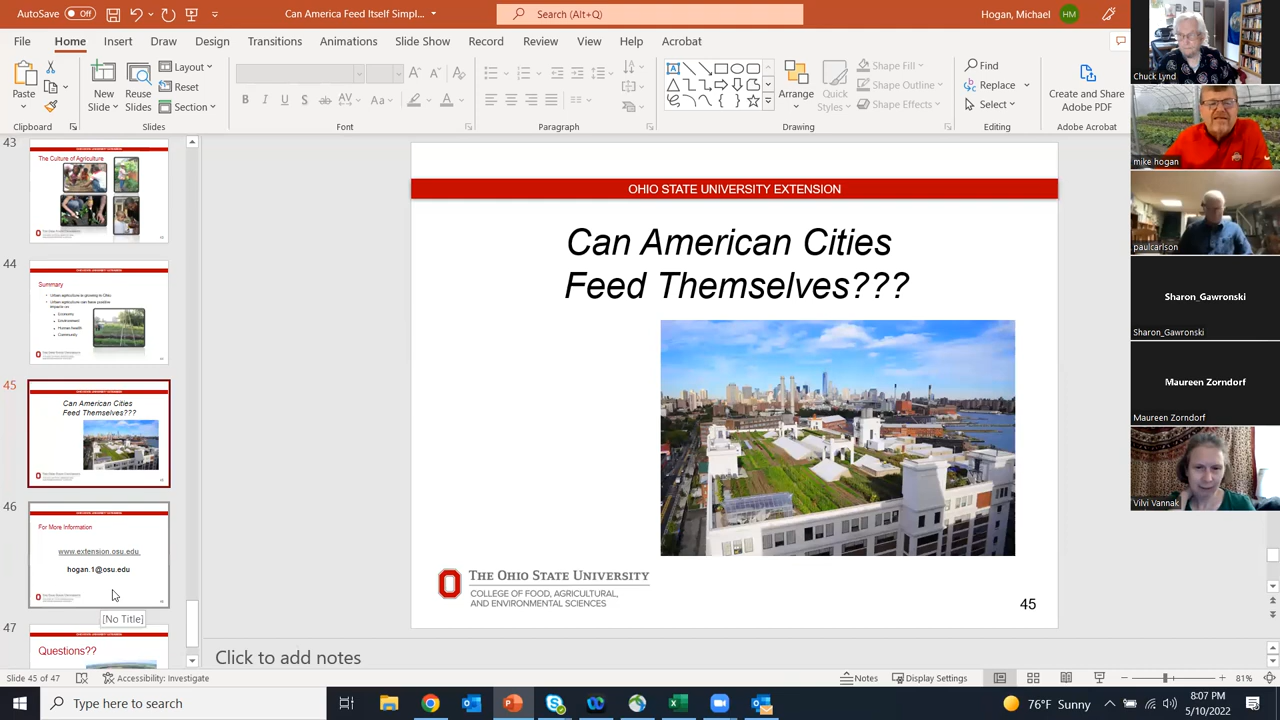 AutoSave Off
Can American Feed Itself Simpl...
Search (Alt+Q)
Hogan, Michael
HM
File
Home
Insert
Draw
Design
Transitions
Animations
Slide Show
Record
Review
View
Help
Acrobat
Paste
New
Slide
Reuse
Slides
Layout
Reset
Section
Shape Fill
Shape Outline
Shape Effects
Arrange
Quick
Styles
Find
Replace
Select
Create and Share
Adobe PDF
Clipboard
Slides
Font
Paragraph
Drawing
Editing
Adobe Acrobat
43
The Culture of Agriculture
44
Summary
Urban agriculture is growing in Ohio
Urban agriculture can have positive
impacts on:
Economy
Environment
Human health
Community
45
Can American Cities
Feed Themselves???
46
For More Information
www.extension.osu.edu
hogan.1@osu.edu
[No Title]
47
Questions??
OHIO STATE UNIVERSITY EXTENSION
Can American Cities
Feed Themselves???
THE OHIO STATE UNIVERSITY
COLLEGE OF FOOD, AGRICULTURAL,
AND ENVIRONMENTAL SCIENCES
45
Click to add notes
Chuck Lynd
mike hogan
paulcarlson
Sharon_Gawronski
Sharon_Gawronski
Maureen Zorndorf
Maureen Zorndorf
Vilvi Vannak
Slide 45 of 47
Accessibility: Investigate
Notes
Display Settings
81%
Type here to search
76°F Sunny
8:07 PM
5/10/2022